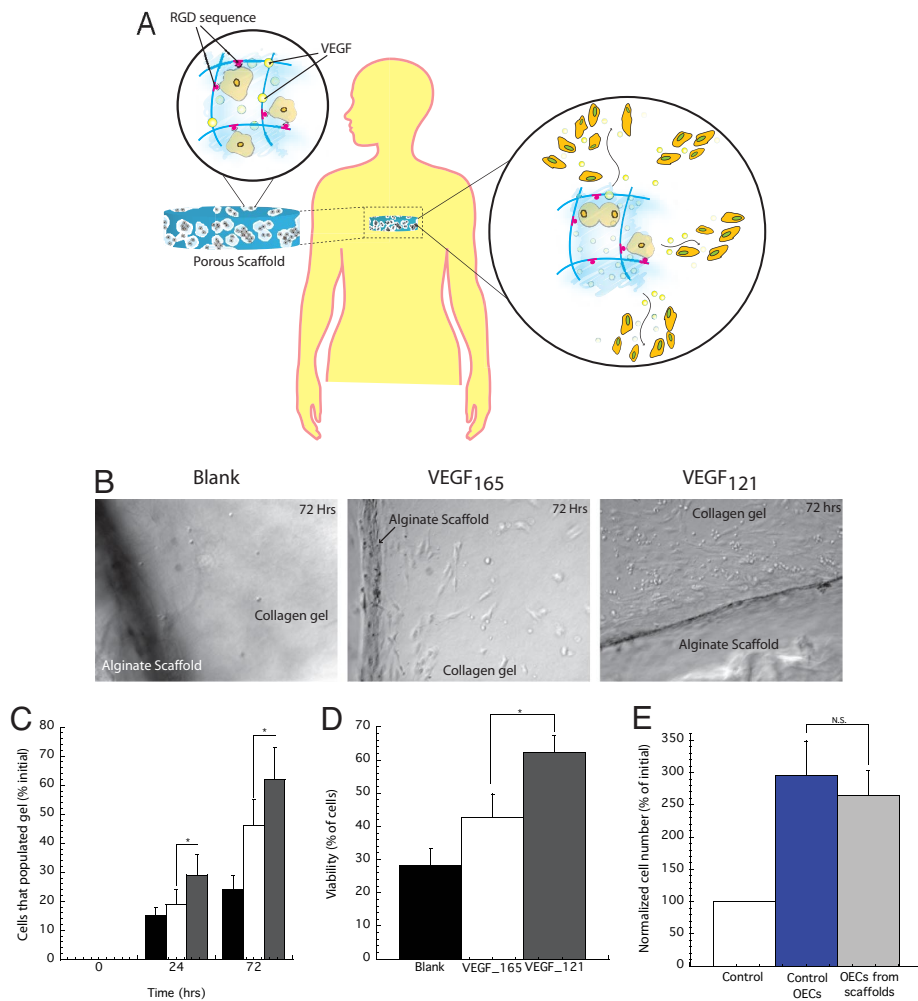 A
RGD sequence
VEGF
Porous Scaffold
B
Blank
VEGF165
VEGF121
72 Hrs
Collagen gel
Alginate Scaffold
72 Hrs
Alginate Scaffold
Collagen gel
72 hrs
Collagen gel
Alginate Scaffold
C
Cells that populated gel (% initial)
80
70
60
50
40
30
20
10
0
*
*
0
24
72
Time (hrs)
D
Viability (% of cells)
70
60
50
40
30
20
10
0
*
Blank
VEGF_165
VEGF_121
E
Normalized cell number (% of initial)
350
300
250
200
150
100
50
0
N.S.
Control
Control
OECs
OECs from
scaffolds